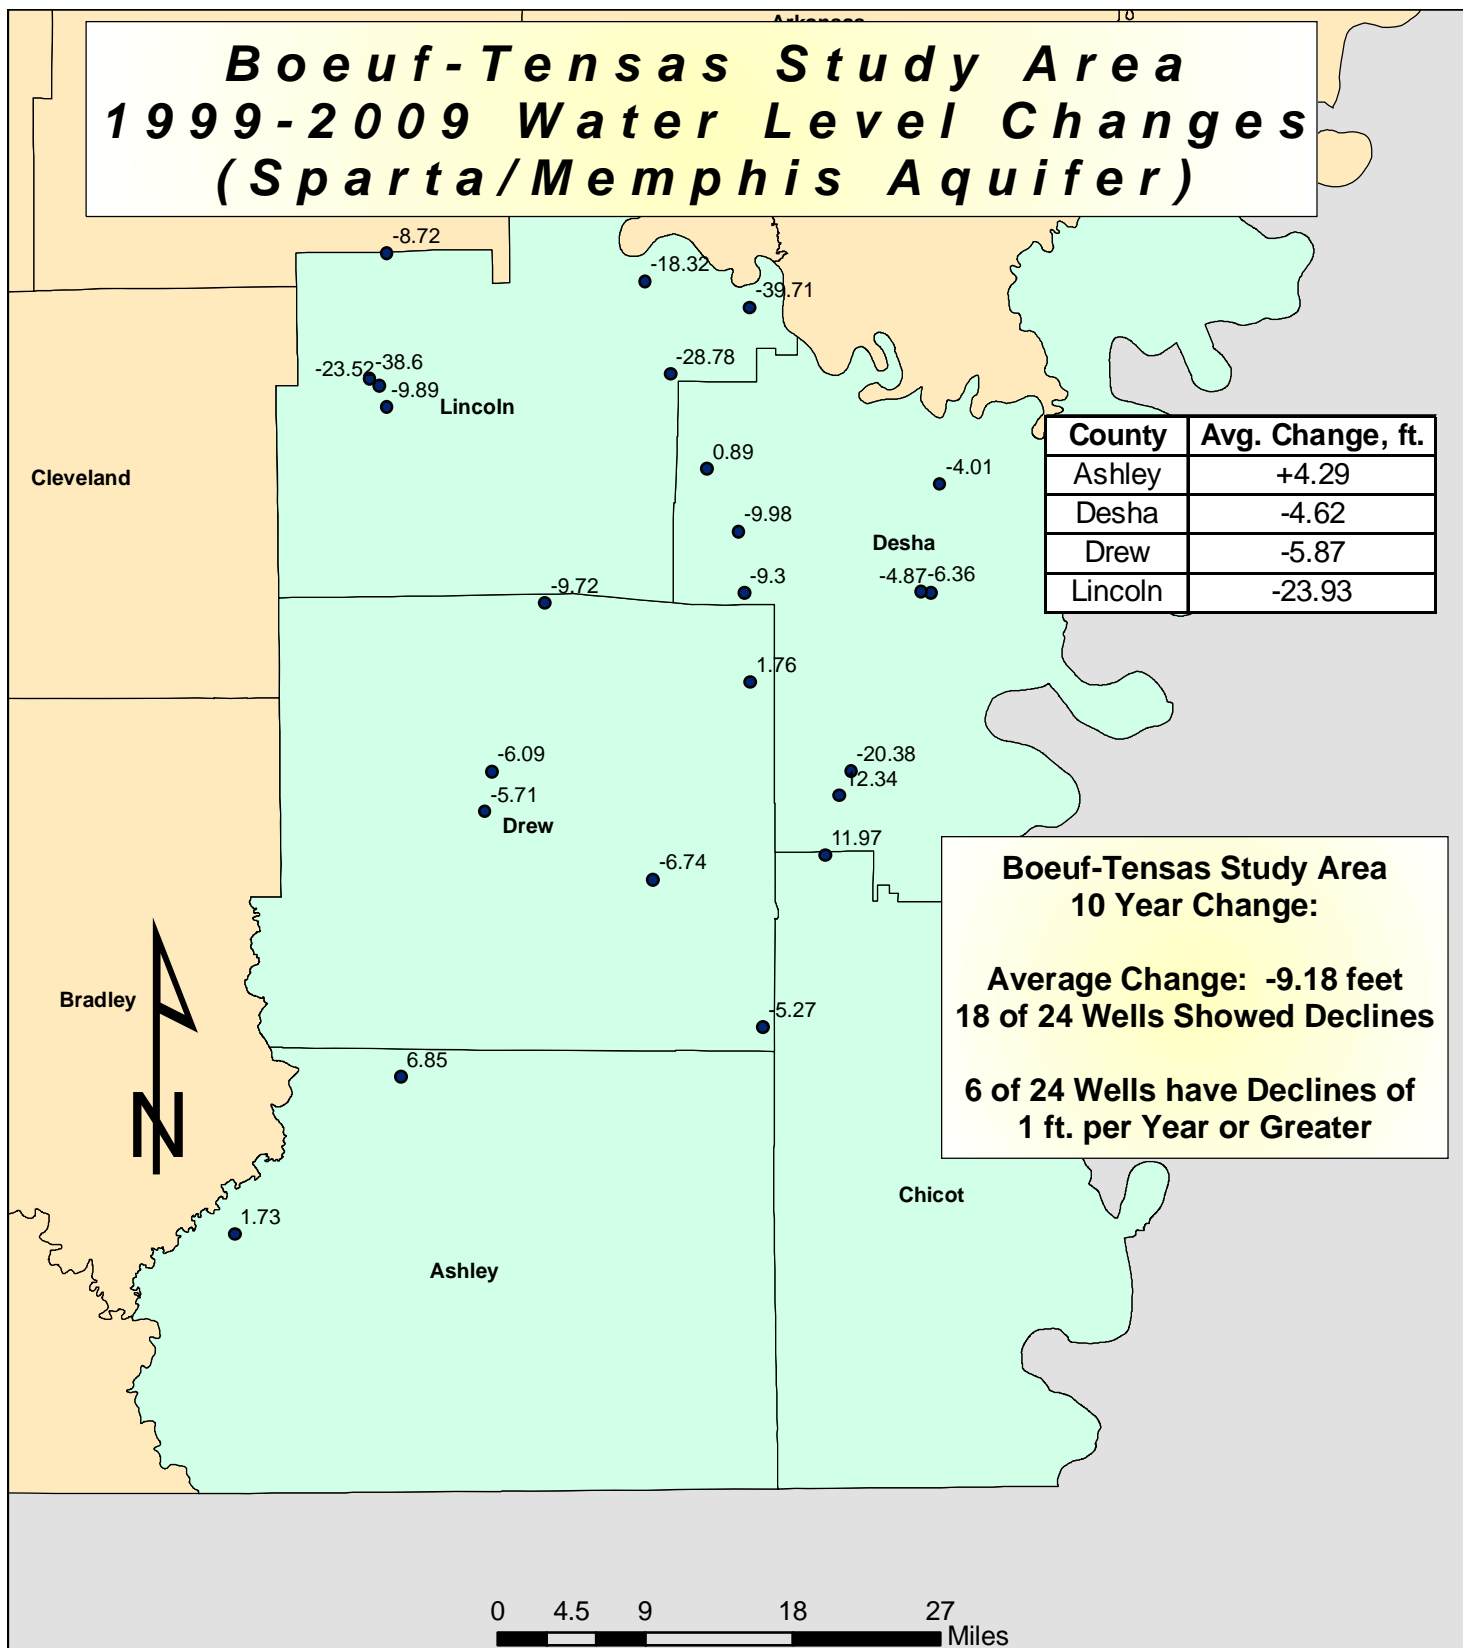 Arkansas
Boeuf-Tensas Study Area
1999-2009 Water Level Changes
(Sparta/Memphis Aquifer)
-8.72
-18.32
-39.71
-28.78
-23.52
-38.6
-9.89
Lincoln
Cleveland
0.89
-4.01
-9.98
Desha
-9.3
-4.87
-6.36
-9.72
County Avg. Change, ft.
Ashley +4.29
Desha -4.62
Drew -5.87
Lincoln -23.93
1.76
-6.09
-5.71
Drew
-20.38
12.34
11.97
-6.74
-5.27
Boeuf-Tensas Study Area
10 Year Change:
Average Change: -9.18 feet
18 of 24 Wells Showed Declines
6 of 24 Wells have Declines of
1 ft. per Year or Greater
Bradley
N
6.85
1.73
Chicot
Ashley
0 4.5 9 18 27
Miles